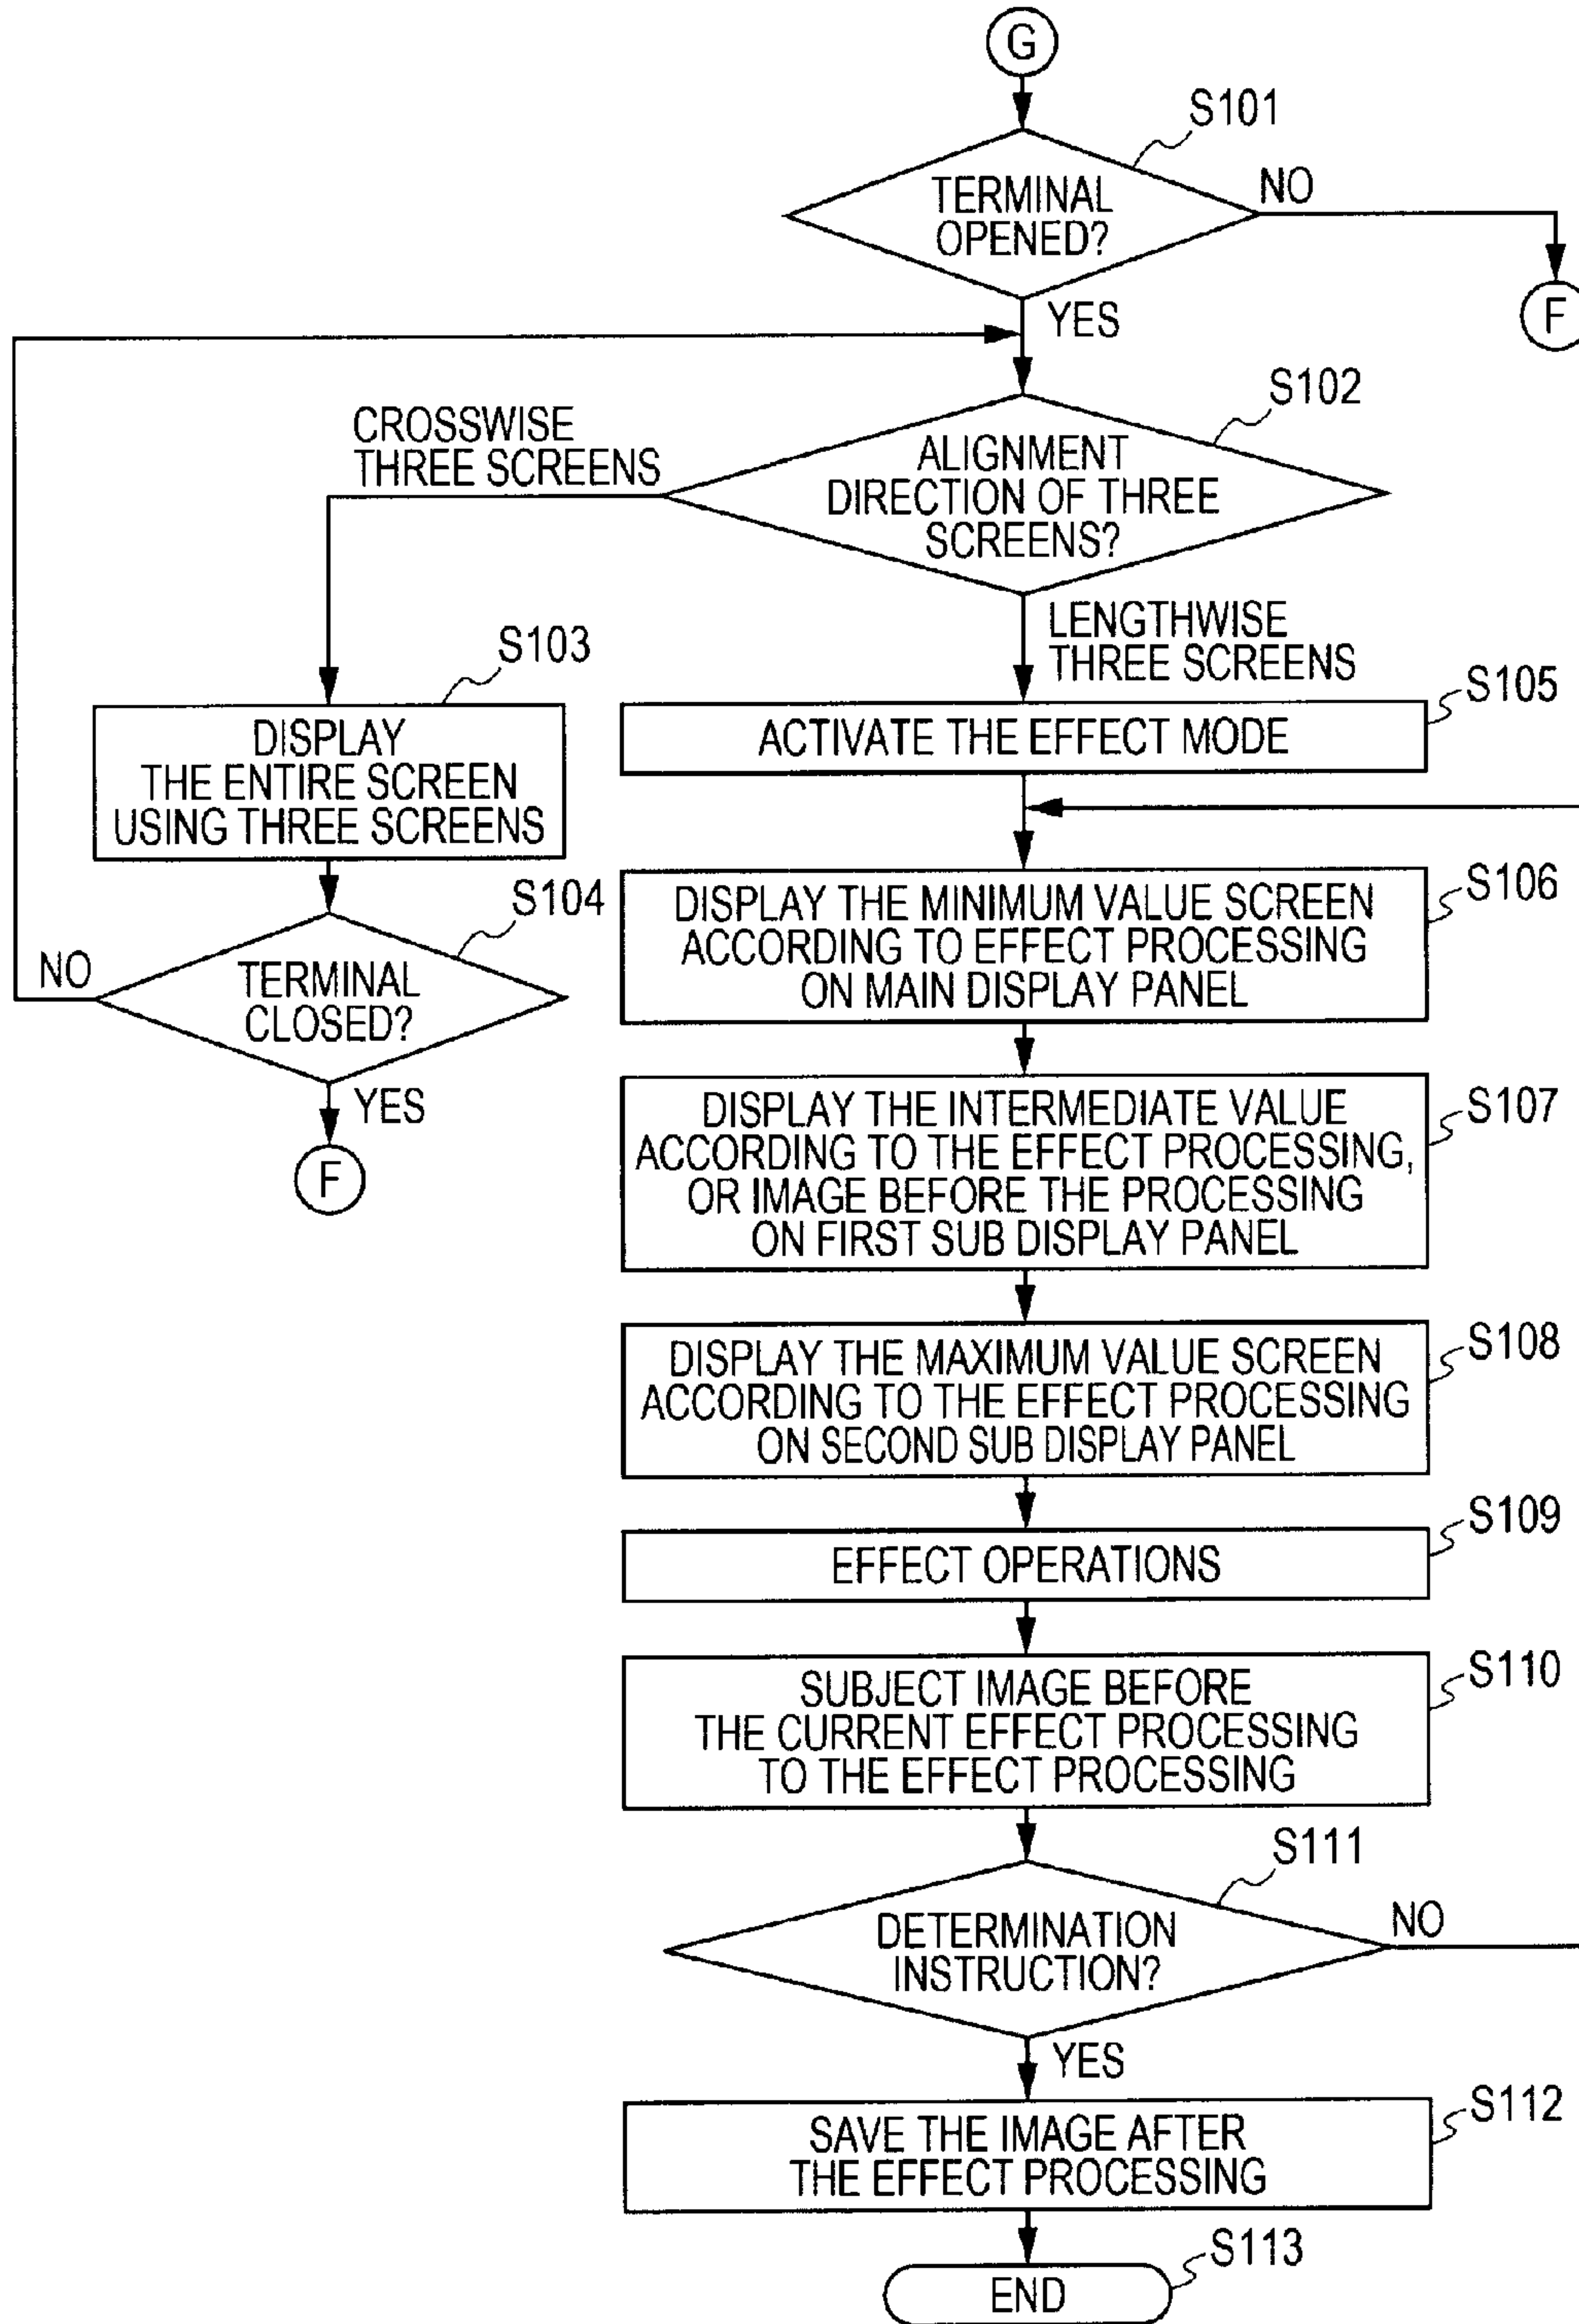 G
S101
TERMINAL
OPENED?
NO
F
YES
S102
CROSSWISE
THREE SCREENS
ALIGNMENT
DIRECTION OF THREE
SCREENS?
LENGTHWISE
THREE SCREENS
S103
DISPLAY
THE ENTIRE SCREEN
USING THREE SCREENS
S104
NO
TERMINAL
CLOSED?
YES
F
S105
ACTIVATE THE EFFECT MODE
S106
DISPLAY THE MINIMUM VALUE SCREEN
ACCORDING TO EFFECT PROCESSING
ON MAIN DISPLAY PANEL
S107
DISPLAY THE INTERMEDIATE VALUE
ACCORDING TO THE EFFECT PROCESSING,
OR IMAGE BEFORE THE PROCESSING
ON FIRST SUB DISPLAY PANEL
S108
DISPLAY THE MAXIMUM VALUE SCREEN
ACCORDING TO THE EFFECT PROCESSING
ON SECOND SUB DISPLAY PANEL
S109
EFFECT OPERATIONS
S110
SUBJECT IMAGE BEFORE
THE CURRENT EFFECT PROCESSING
TO THE EFFECT PROCESSING
S111
DETERMINATION
INSTRUCTION?
NO
YES
S112
SAVE THE IMAGE AFTER
THE EFFECT PROCESSING
S113
END